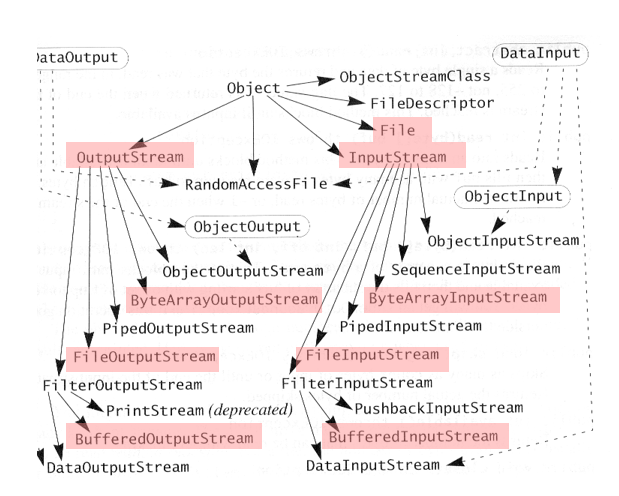 DataOutput
DataInput
Object
ObjectStreamClass
FileDescriptor
File
OutputStream
InputStream
RandomAccessFile
ObjectInput
ObjectOutput
ObjectInputStream
ObjectOutputStream
SequenceInputStream
ByteArrayOutputStream
ByteArrayInputStream
PipedOutputStream
PipedInputStream
FileOutputStream
FileInputStream
FilterOutputStream
FilterInputStream
PrintStream (deprecated)
PushbackInputStream
BufferedOutputStream
BufferedInputStream
DataOutputStream
DataInputStream